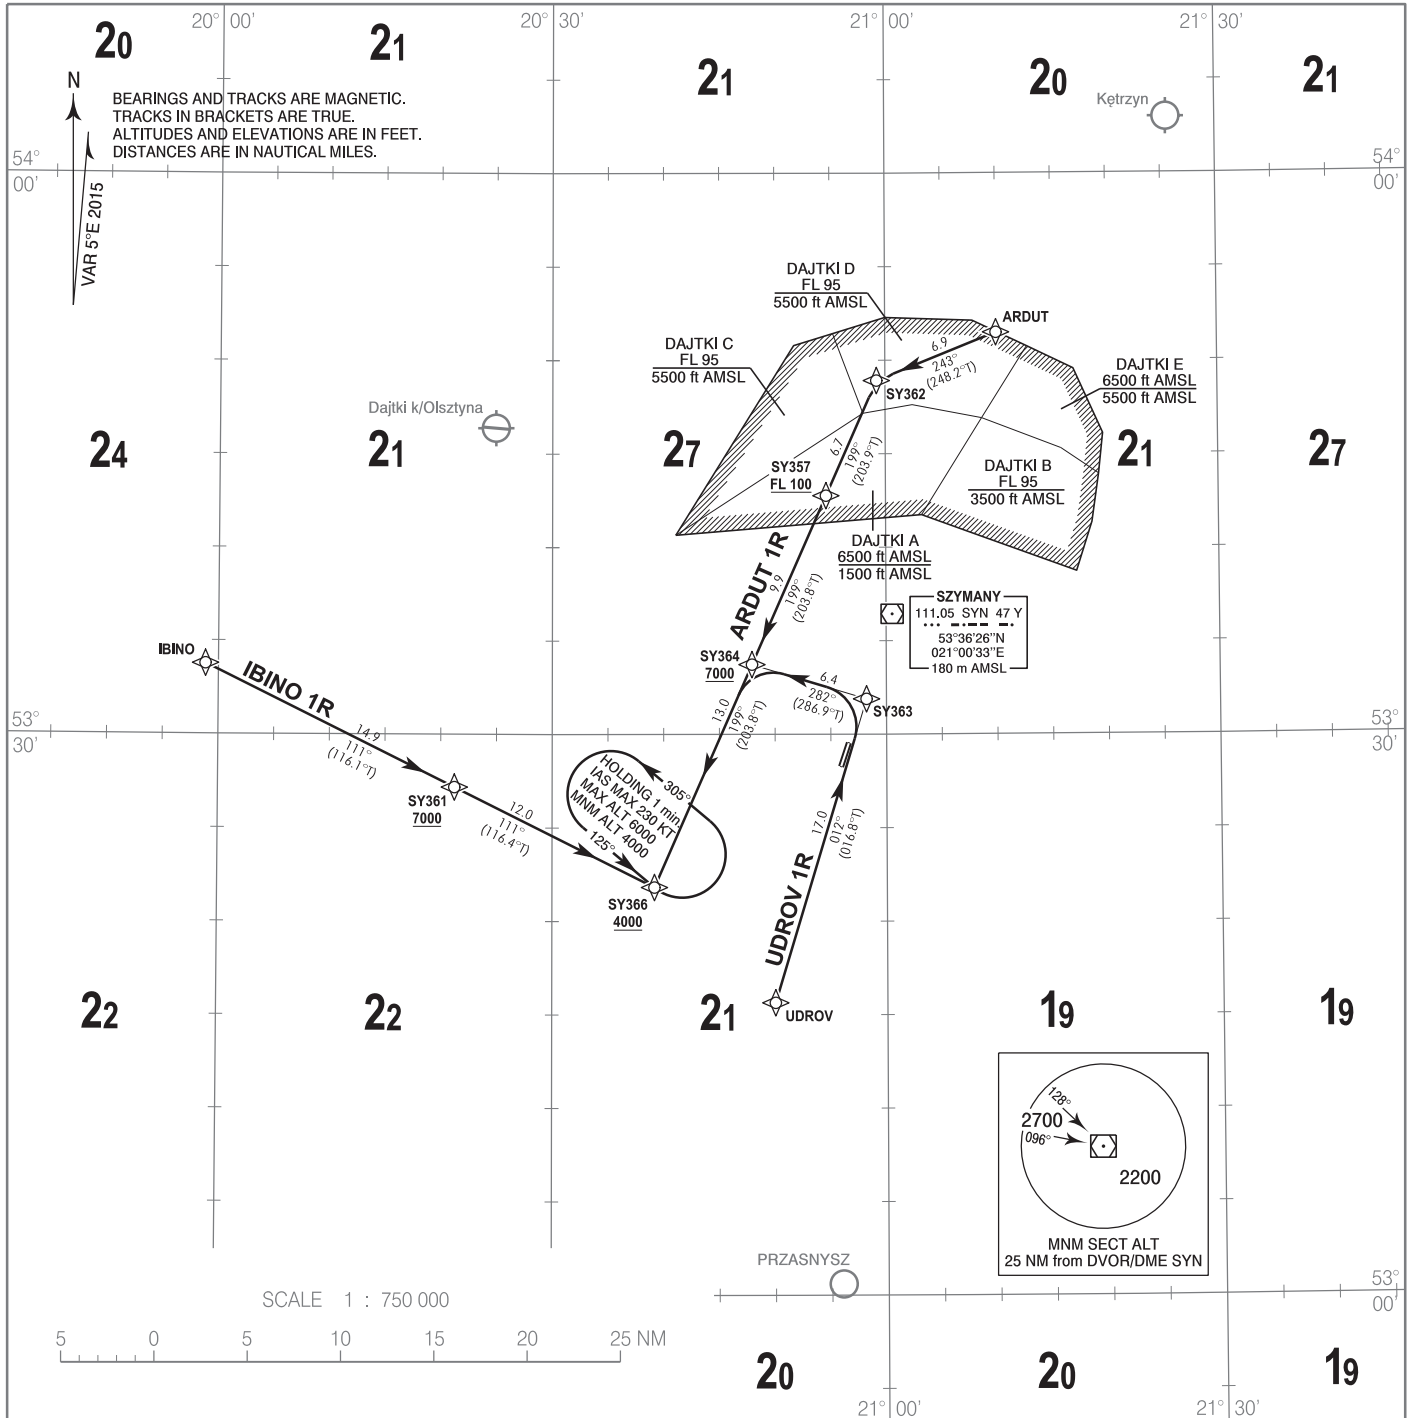 20° 00'
20° 30'
21° 00'
21° 30'
20
21
21
20
21
N
BEARINGS AND TRACKS ARE MAGNETIC.
TRACKS IN BRACKETS ARE TRUE.
ALTITUDES AND ELEVATIONS ARE IN FEET.
DISTANCES ARE IN NAUTICAL MILES.
VAR 5°E 2015
Kętrzyn
54°
00'
54°
00'
DAJTKI D
FL 95
5500 ft AMSL
ARDUT
DAJTKI C
FL 95
5500 ft AMSL
6.9
243°
(248.2°T)
DAJTKI E
6500 ft AMSL
5500 ft AMSL
SY362
Dajtki k/Olsztyna
24
21
27
21
27
6.7
199°
(203.9°T)
SY357
FL 100
DAJTKI B
FL 95
3500 ft AMSL
DAJTKI A
6500 ft AMSL
1500 ft AMSL
ARDUT 1R
9.9
199°
(203.8°T)
SZYMANY
111.05 SYN 47 Y
... -.-- -.
53°36'26"N
021°00'33"E
180 m AMSL
IBINO
IBINO 1R
SY364
7000
6.4
282°
(286.9°T)
SY363
13.0
199°
(203.8°T)
53°
30'
53°
30'
14.9
111°
(116.1°T)
SY361
7000
12.0
111°
(116.4°T)
HOLDING 1 min.
IAS MAX 230 KT
MAX ALT 6000
MNM ALT 4000
305°
125°
17.0
012°
(016.8°T)
UDROV 1R
SY366
4000
UDROV
22
22
21
19
19
128°
2700
096°
2200
MNM SECT ALT
25 NM from DVOR/DME SYN
PRZASNYSZ
53°
00'
SCALE 1 : 750 000
5 0 5 10 15 20 25 NM
20
20
19
21° 00'
21° 30'